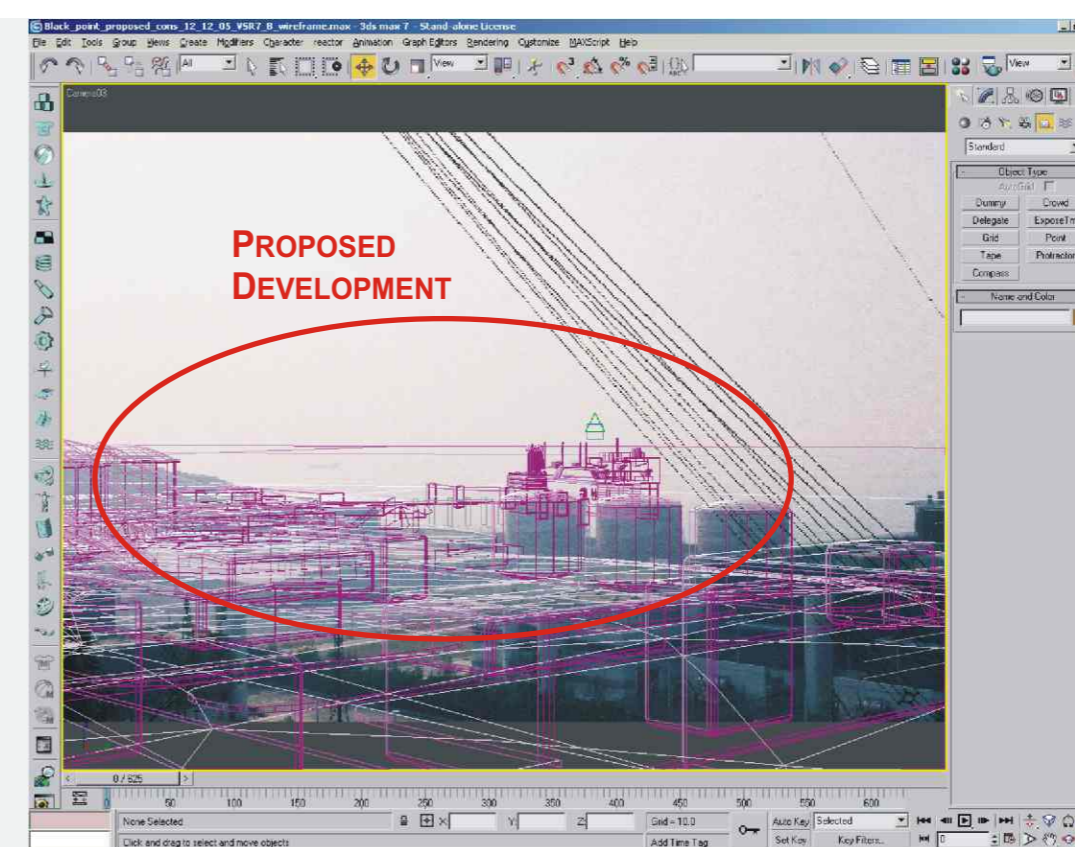 Black_point_proposed_cons_12_12_05_VSR7_B_wireframe.max - 3ds max 7 - Stand-alone License
File Edit Tools Group Views Create Modifiers Character reactor Animation Graph Editors Rendering Customize MAXScript Help
All View View
Camera03
Standard
Object Type
AutoGrid
Dummy Crowd
Delegate ExposeTm
Grid Point
Tape Protractor
Compass
Name and Color
PROPOSED
DEVELOPMENT
0 / 625
0 50 100 150 200 250 300 350 400 450 500 550 600
None Selected X: Y: Z: Grid = 10.0 Auto Key Selected
Click and drag to select and move objects Add Time Tag Set Key Key Filters... 0